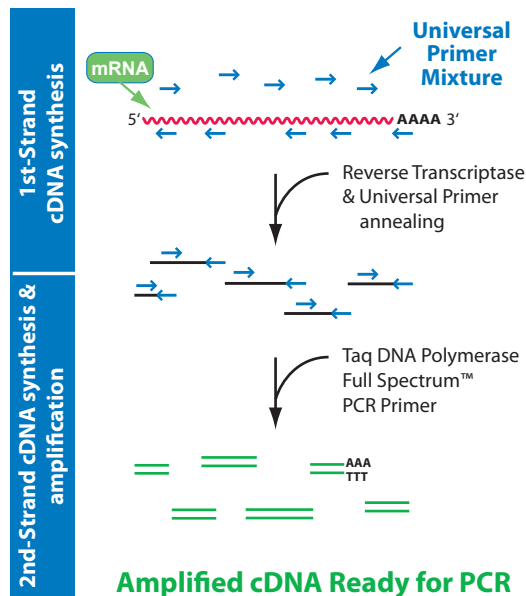 1st-Strand
cDNA synthesis
mRNA
Universal
Primer
Mixture
5'
AAAA 3'
Reverse Transcriptase
& Universal Primer
annealing
2nd-Strand cDNA synthesis &
amplification
Taq DNA Polymerase
Full Spectrum™
PCR Primer
AAA
TTT
Amplified cDNA Ready for PCR